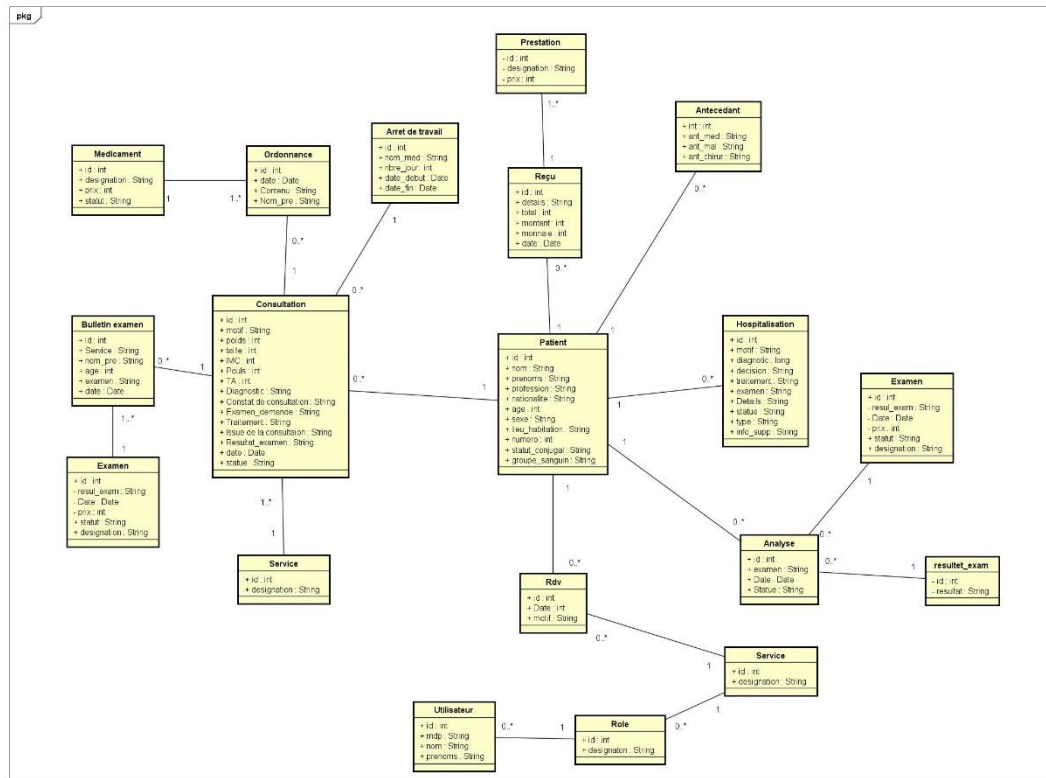 pkg
Prestation
- id : int
- designation : String
- prix : int
1..*
1
Antecedant
+ int : int
+ ant_med : String
+ ant_mal : String
+ ant_chirur : String
0..*
1
Arret de travail
+ id : int
+ nom_med : String
+ nbre_jour : int
+ date_debut : Date
+ date_fin : Date
1
0..*
Medicament
+ id : int
+ designation : String
+ prix : int
+ statut : String
1
1..*
Ordonnance
+ id : int
+ date : Date
+ Contenu : String
+ Nom_pre : String
0..*
1
Reçu
+ id : int
+ details : String
+ total : int
+ montant : int
+ monnaie : int
+ date : Date
0..*
1
Consultation
+ id : int
+ motif : String
+ poids : int
+ taille : int
+ IMC : int
+ Pouls : int
+ TA : int
+ Diagnostic : String
+ Constat de consultation : String
+ Examen_demande : String
+ Traitement : String
+ Issue de la consultaion : String
+ Resultat_examen : String
+ date : Date
+ statue : String
0..*
1
Bulletin examen
+ id : int
+ Service : String
+ nom_pre : String
+ age : int
+ examen : String
+ date : Date
0..*
1
1..*
1
Examen
+ id : int
- resul_exam : String
- Date : Date
- prix : int
+ statut : String
+ designation : String
1..*
1
Service
+ id : int
+ designation : String
Patient
+ id : int
+ nom : String
+ prenoms : String
+ profession : String
+ nationalite : String
+ age : int
+ sexe : String
+ lieu_habitation : String
+ numero : int
+ statut_conjugal : String
+ groupe_sanguin : String
1
0..*
Hospitalisation
+ id : int
+ motif : String
+ diagnotic : long
+ decision : String
+ traitement : String
+ examen : String
+ Details : String
+ statue : String
+ type : String
+ info_supp : String
Examen
+ id : int
- resul_exam : String
- Date : Date
- prix : int
+ statut : String
+ designation : String
1
0..*
1
0..*
Analyse
+ id : int
+ examen : String
+ Date : Date
+ Statue : String
0..*
1
resultet_exam
- id : int
- resultat : String
1
0..*
Rdv
+ id : int
+ Date : int
+ motif : String
0..*
1
Service
+ id : int
+ designation : String
1
0..*
Utilisateur
+ id : int
+ mdp : String
+ nom : String
+ prenoms : String
0..*
1
Role
+ id : int
+ designaton : String